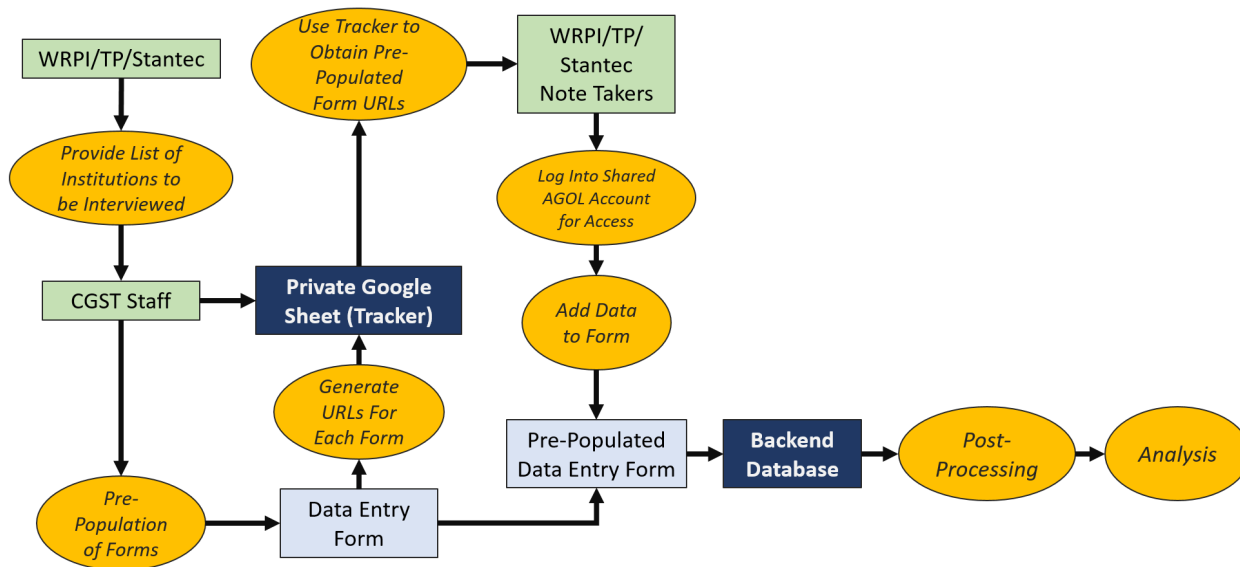 WRPI/TP/Stantec
Provide List of
Institutions to
be Interviewed
CGST Staff
Pre-
Population
of Forms
Data Entry
Form
Generate
URLs For
Each Form
Private Google
Sheet (Tracker)
Use Tracker to
Obtain Pre-
Populated
Form URLs
WRPI/TP/
Stantec
Note Takers
Log Into Shared
AGOL Account
for Access
Add Data
to Form
Pre-Populated
Data Entry Form
Backend
Database
Post-
Processing
Analysis